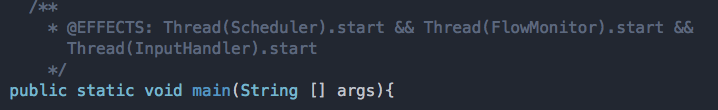 /**
* @EFFECTS: Thread(Scheduler).start && Thread(FlowMonitor).start &&
Thread(InputHandler).start
*/
public static void main(String [] args){